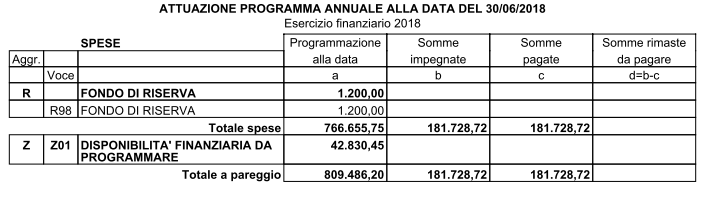 ATTUAZIONE PROGRAMMA ANNUALE ALLA DATA DEL 30/06/2018
Esercizio finanziario 2018
SPESE Programmazione Somme Somme Somme rimaste
Aggr. alla data impegnate pagate da pagare
Voce a b c d=b-c
R FONDO DI RISERVA 1.200,00
R98 FONDO DI RISERVA 1.200,00
Totale spese 766.655,75 181.728,72 181.728,72
Z Z01 DISPONIBILITA' FINANZIARIA DA 42.830,45
PROGRAMMARE
Totale a pareggio 809.486,20 181.728,72 181.728,72